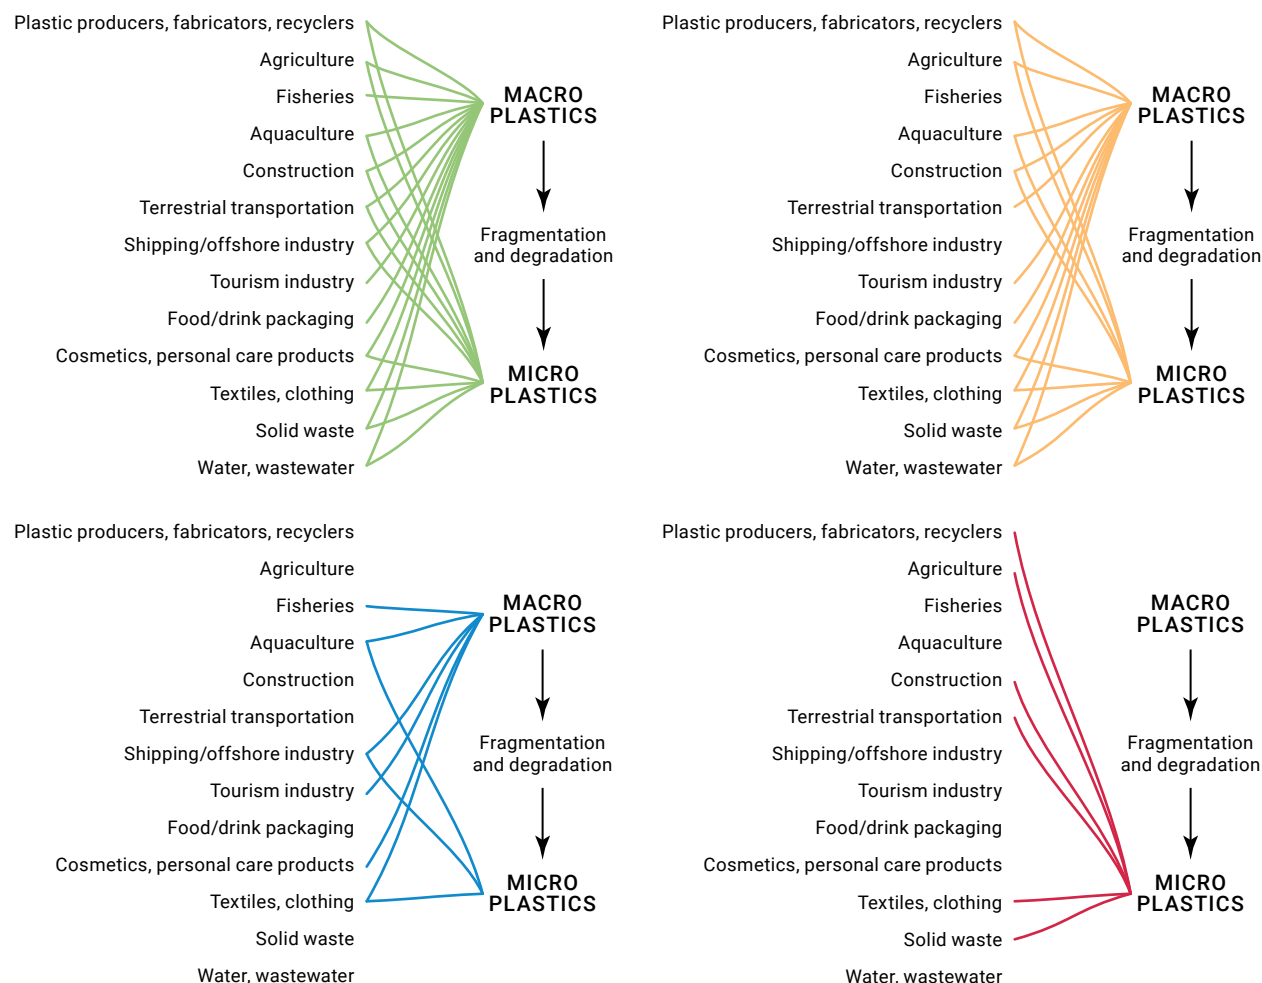 Plastic producers, fabricators, recyclers
Agriculture
Fisheries
Aquaculture
Construction
Terrestrial transportation
Shipping/offshore industry
Tourism industry
Food/drink packaging
Cosmetics, personal care products
Textiles, clothing
Solid waste
Water, wastewater
MACRO
PLASTICS
Fragmentation
and degradation
MICRO
PLASTICS
Plastic producers, fabricators, recyclers
Agriculture
Fisheries
Aquaculture
Construction
Terrestrial transportation
Shipping/offshore industry
Tourism industry
Food/drink packaging
Cosmetics, personal care products
Textiles, clothing
Solid waste
Water, wastewater
MACRO
PLASTICS
Fragmentation
and degradation
MICRO
PLASTICS
Plastic producers, fabricators, recyclers
Agriculture
Fisheries
Aquaculture
Construction
Terrestrial transportation
Shipping/offshore industry
Tourism industry
Food/drink packaging
Cosmetics, personal care products
Textiles, clothing
Solid waste
Water, wastewater
MACRO
PLASTICS
Fragmentation
and degradation
MICRO
PLASTICS
Plastic producers, fabricators, recyclers
Agriculture
Fisheries
Aquaculture
Construction
Terrestrial transportation
Shipping/offshore industry
Tourism industry
Food/drink packaging
Cosmetics, personal care products
Textiles, clothing
Solid waste
Water, wastewater
MACRO
PLASTICS
Fragmentation
and degradation
MICRO
PLASTICS